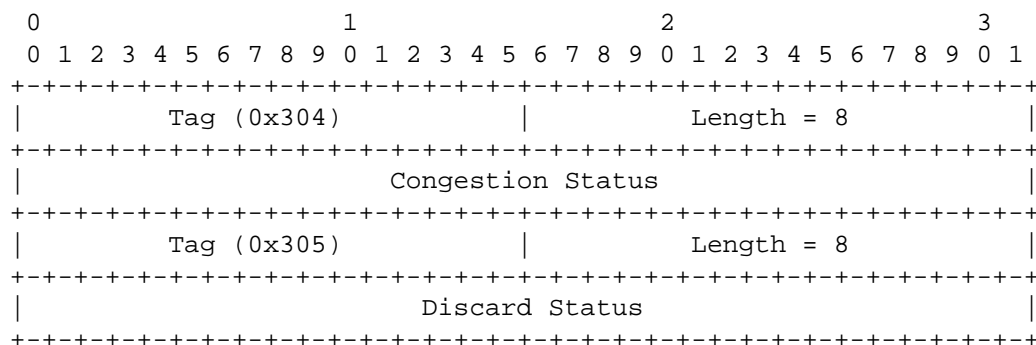 0                   1                   2                   3
 0 1 2 3 4 5 6 7 8 9 0 1 2 3 4 5 6 7 8 9 0 1 2 3 4 5 6 7 8 9 0 1
+-+-+-+-+-+-+-+-+-+-+-+-+-+-+-+-+-+-+-+-+-+-+-+-+-+-+-+-+-+-+-+-+
|         Tag (0x304)           |          Length = 8           |
+-+-+-+-+-+-+-+-+-+-+-+-+-+-+-+-+-+-+-+-+-+-+-+-+-+-+-+-+-+-+-+-+
|                       Congestion Status                       |
+-+-+-+-+-+-+-+-+-+-+-+-+-+-+-+-+-+-+-+-+-+-+-+-+-+-+-+-+-+-+-+-+
|         Tag (0x305)           |          Length = 8           |
+-+-+-+-+-+-+-+-+-+-+-+-+-+-+-+-+-+-+-+-+-+-+-+-+-+-+-+-+-+-+-+-+
|                         Discard Status                        |
+-+-+-+-+-+-+-+-+-+-+-+-+-+-+-+-+-+-+-+-+-+-+-+-+-+-+-+-+-+-+-+-+